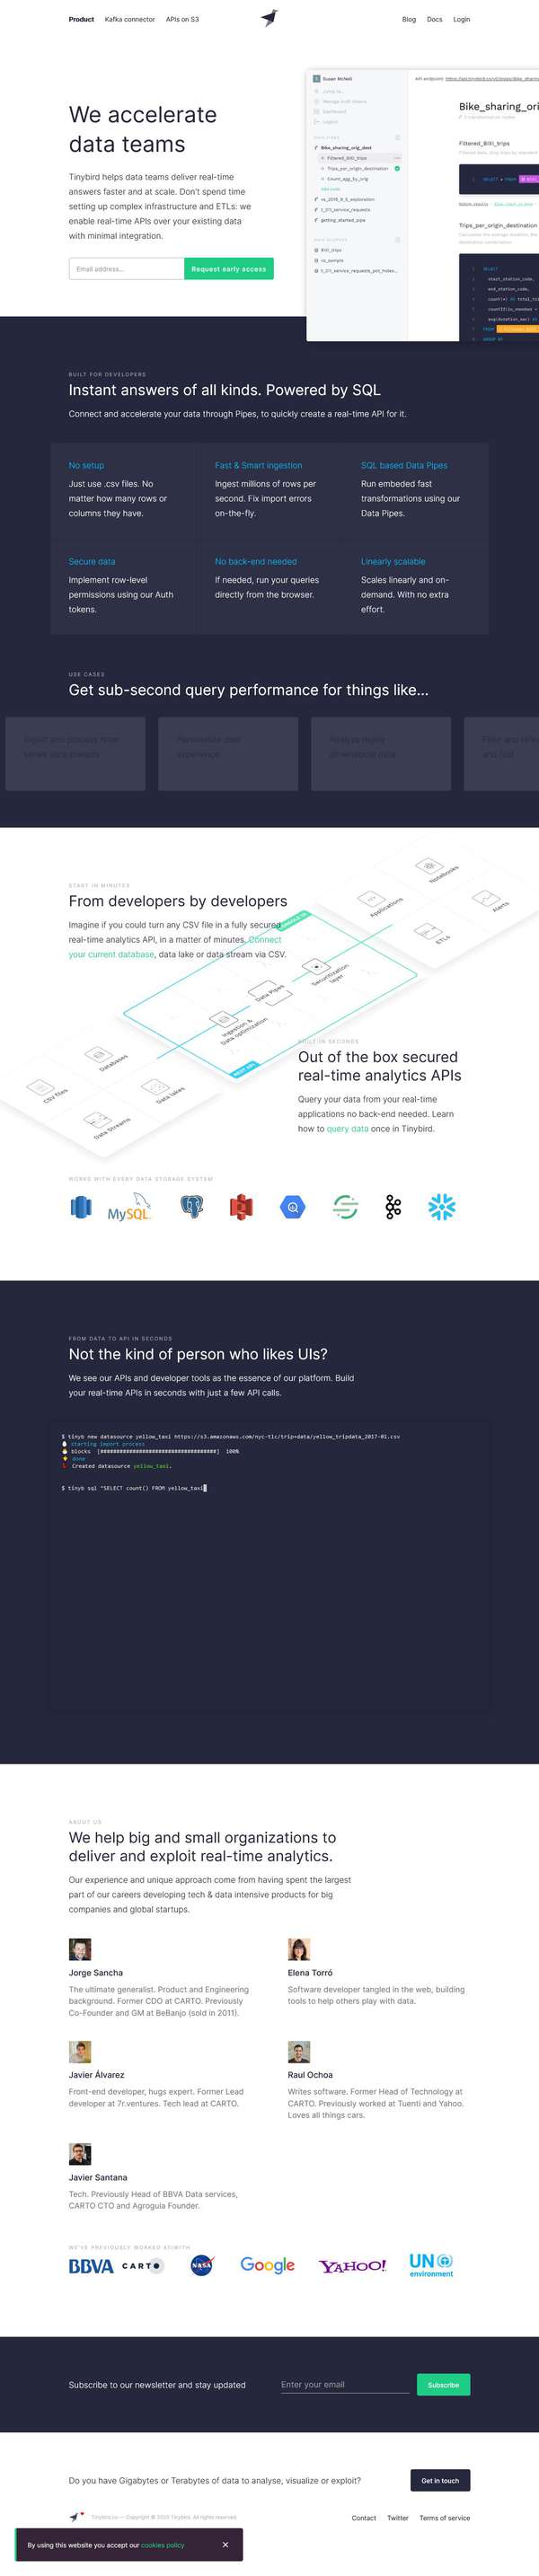 Product Kafka connector APIs on S3
Blog Docs Login
We accelerate
data teams
Tinybird helps data teams deliver real-time
answers faster and at scale. Don't spend time
setting up complex infrastructure and ETLs: we
enable real-time APIs over your existing data
with minimal integration.
Email address...
Request early access
Susan McNeil
Jump to...
Manage Auth tokens
Dashboard
Logout
Bike_sharing_orig_dest
Filtered_Bixi_trips
Trips_per_origin_destination
Count_agg_by_orig
getting_started_pipe
Bixi_trips
Bike_sharing_ori
Filtered_Bixi_trips
Trips_per_origin_destination
SELECT
start_station_code,
end_station_code,
BUILT FOR DEVELOPERS
Instant answers of all kinds. Powered by SQL
Connect and accelerate your data through Pipes, to quickly create a real-time API for it.
No setup
Just use .csv files. No
matter how many rows or
columns they have.
Fast & Smart ingestion
Ingest millions of rows per
second. Fix import errors
on-the-fly.
SQL based Data Pipes
Run embeded fast
transformations using our
Data Pipes.
Secure data
Implement row-level
permissions using our Auth
tokens.
No back-end needed
If needed, run your queries
directly from the browser.
Linearly scalable
Scales linearly and on-
demand. With no extra
effort.
USE CASES
Get sub-second query performance for things like...
START IN MINUTES
From developers by developers
Imagine if you could turn any CSV file in a fully secured
real-time analytics API, in a matter of minutes. Connect
your current database, data lake or data stream via CSV.
Notebooks
Applications
Alerts
ETLs
Securitization
layer
Data Pipes
Ingestion &
Data optimization
Databases
CSV files
Data lakes
Data Streams
BUILT IN SECONDS
Out of the box secured
real-time analytics APIs
Query your data from your real-time
applications no back-end needed. Learn
how to query data once in Tinybird.
WORKS WITH EVERY DATA STORAGE SYSTEM
MySQL
FROM DATA TO API IN SECONDS
Not the kind of person who likes UIs?
We see our APIs and developer tools as the essence of our platform. Build
your real-time APIs in seconds with just a few API calls.
$ tinyb new datasource yellow_taxi https://s3.amazonaws.com/nyc-tlc/trip+data/yellow_tripdata_2017-01.csv
starting import process
blocks [###################################] 100%
done
Created datasource yellow_taxi.
$ tinyb sql "SELECT count() FROM yellow_taxi
ABOUT US
We help big and small organizations to
deliver and exploit real-time analytics.
Our experience and unique approach come from having spent the largest
part of our careers developing tech & data intensive products for big
companies and global startups.
Jorge Sancha
The ultimate generalist. Product and Engineering
background. Former CDO at CARTO. Previously
Co-Founder and GM at BeBanjo (sold in 2011).
Elena Torró
Software developer tangled in the web, building
tools to help others play with data.
Javier Álvarez
Front-end developer, hugs expert. Former Lead
developer at 7r.ventures. Tech lead at CARTO.
Raul Ochoa
Writes software. Former Head of Technology at
CARTO. Previously worked at Tuenti and Yahoo.
Loves all things cars.
Javier Santana
Tech. Previously Head of BBVA Data services,
CARTO CTO and Agroguia Founder.
WE'VE PREVIOUSLY WORKED AT/WITH
BBVA CARTO NASA Google YAHOO! UN environment
Subscribe to our newsletter and stay updated
Enter your email
Subscribe
Do you have Gigabytes or Terabytes of data to analyse, visualize or exploit?
Get in touch
Tinybird.co — Copyright © 2020 Tinybird. All rights reserved
Contact Twitter Terms of service
By using this website you accept our cookies policy